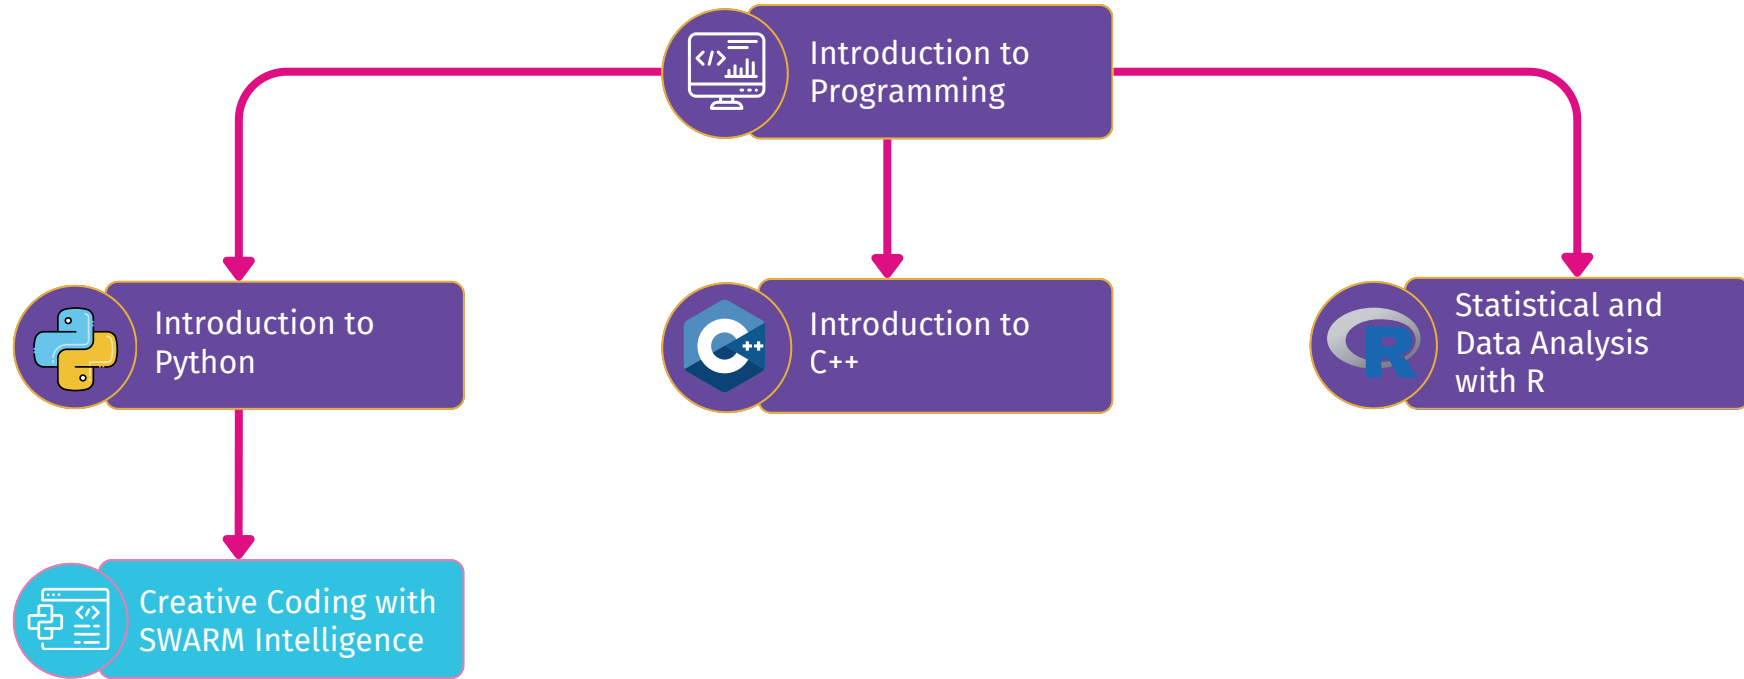 Introduction to
Programming
Introduction to
Python
Introduction to
C++
Statistical and
Data Analysis
with R
Creative Coding with
SWARM Intelligence